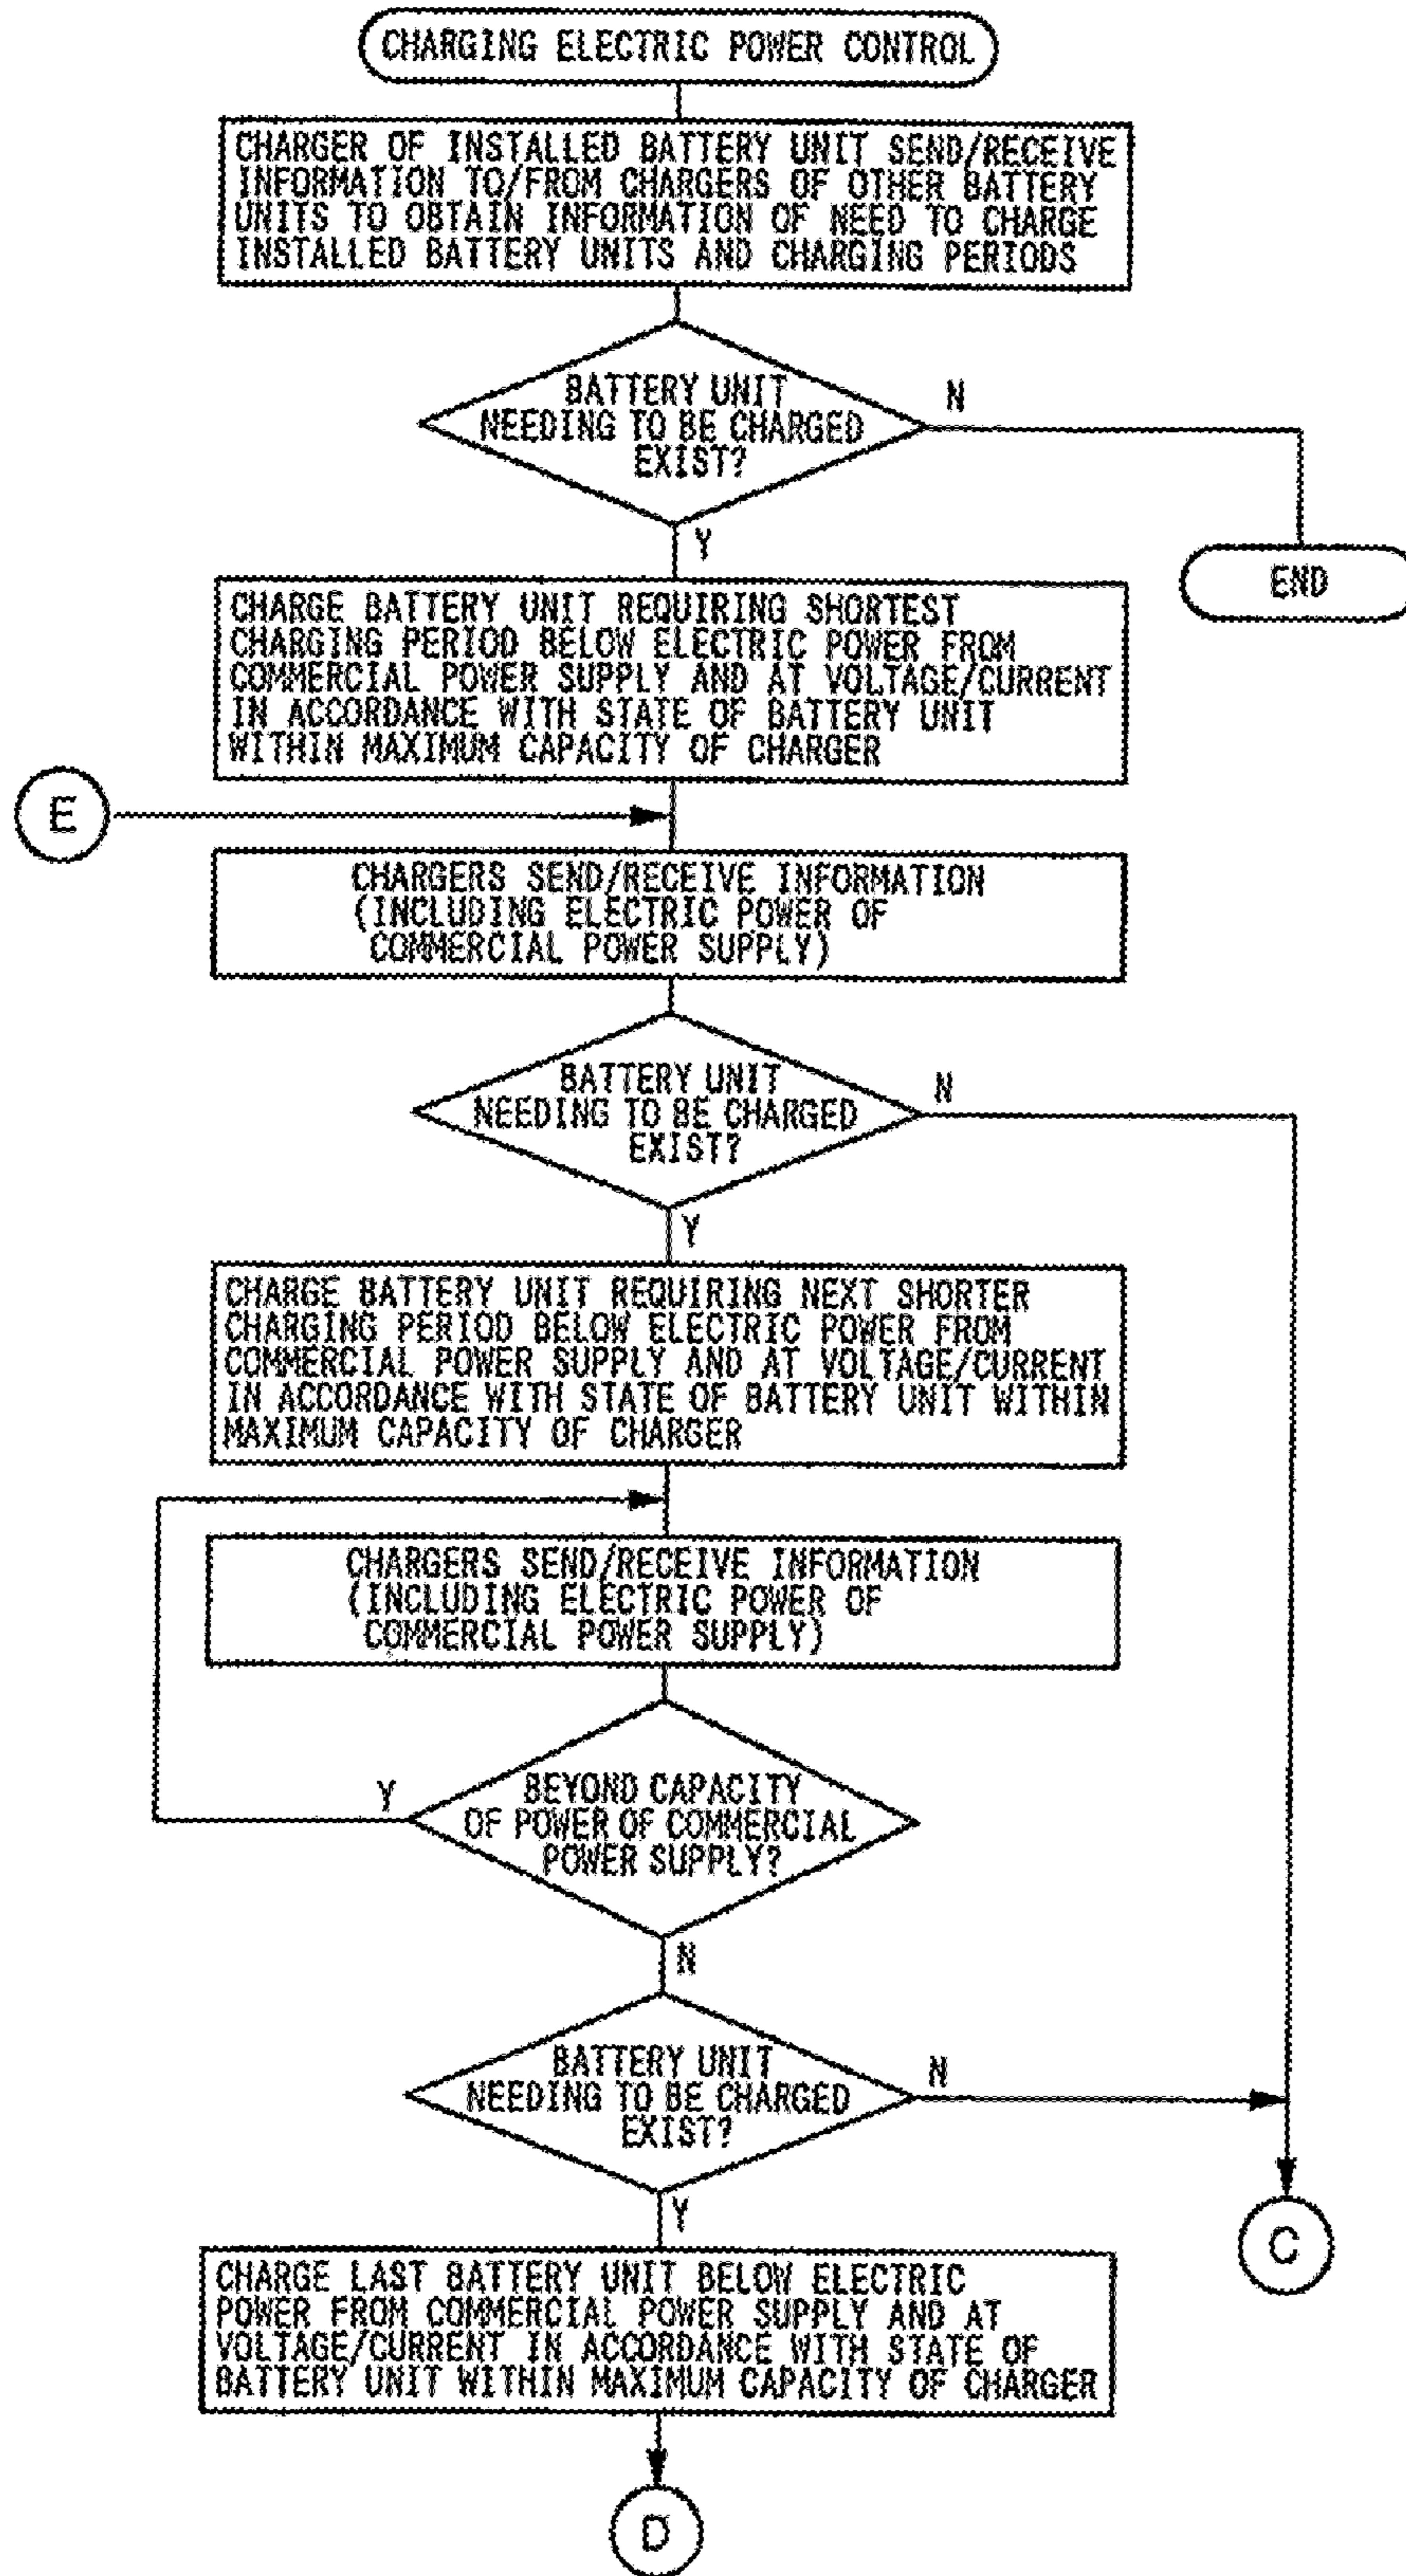 CHARGING ELECTRIC POWER CONTROL
CHARGER OF INSTALLED BATTERY UNIT SEND/RECEIVE
INFORMATION TO/FROM CHARGERS OF OTHER BATTERY
UNITS TO OBTAIN INFORMATION OF NEED TO CHARGE
INSTALLED BATTERY UNITS AND CHARGING PERIODS
BATTERY UNIT
NEEDING TO BE CHARGED
EXIST?
N
Y
END
CHARGE BATTERY UNIT REQUIRING SHORTEST
CHARGING PERIOD BELOW ELECTRIC POWER FROM
COMMERCIAL POWER SUPPLY AND AT VOLTAGE/CURRENT
IN ACCORDANCE WITH STATE OF BATTERY UNIT
WITHIN MAXIMUM CAPACITY OF CHARGER
E
CHARGERS SEND/RECEIVE INFORMATION
(INCLUDING ELECTRIC POWER OF
COMMERCIAL POWER SUPPLY)
BATTERY UNIT
NEEDING TO BE CHARGED
EXIST?
N
Y
CHARGE BATTERY UNIT REQUIRING NEXT SHORTER
CHARGING PERIOD BELOW ELECTRIC POWER FROM
COMMERCIAL POWER SUPPLY AND AT VOLTAGE/CURRENT
IN ACCORDANCE WITH STATE OF BATTERY UNIT WITHIN
MAXIMUM CAPACITY OF CHARGER
CHARGERS SEND/RECEIVE INFORMATION
(INCLUDING ELECTRIC POWER OF
COMMERCIAL POWER SUPPLY)
Y
BEYOND CAPACITY
OF POWER OF COMMERCIAL
POWER SUPPLY?
N
BATTERY UNIT
NEEDING TO BE CHARGED
EXIST?
N
Y
C
CHARGE LAST BATTERY UNIT BELOW ELECTRIC
POWER FROM COMMERCIAL POWER SUPPLY AND AT
VOLTAGE/CURRENT IN ACCORDANCE WITH STATE OF
BATTERY UNIT WITHIN MAXIMUM CAPACITY OF CHARGER
D